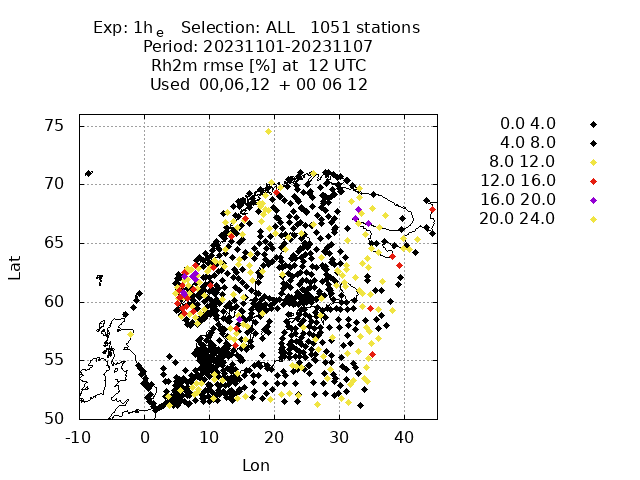 Exp: 1h e Selection: ALL 1051 stations
Period: 20231101-20231107
Rh2m rmse [%] at 12 UTC
Used 00,06,12 + 00 06 12
0.0 4.0
4.0 8.0
8.0 12.0
12.0 16.0
16.0 20.0
20.0 24.0
75
70
65
60
55
50
Lat
-10 0 10 20 30 40
Lon